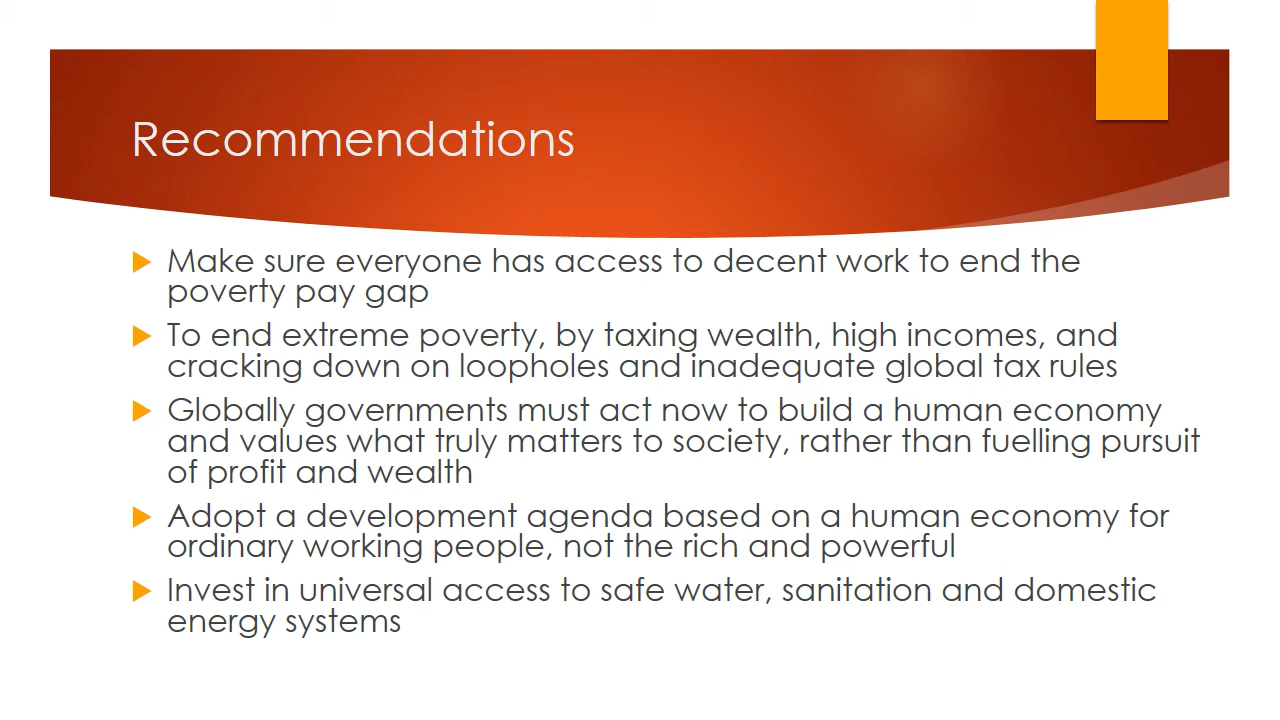 Recommendations
Make sure everyone has access to decent work to end the
poverty pay gap
To end extreme poverty, by taxing wealth, high incomes, and
cracking down on loopholes and inadequate global tax rules
Globally governments must act now to build a human economy
and values what truly matters to society, rather than fuelling pursuit
of profit and wealth
Adopt a development agenda based on a human economy for
ordinary working people, not the rich and powerful
Invest in universal access to safe water, sanitation and domestic
energy systems